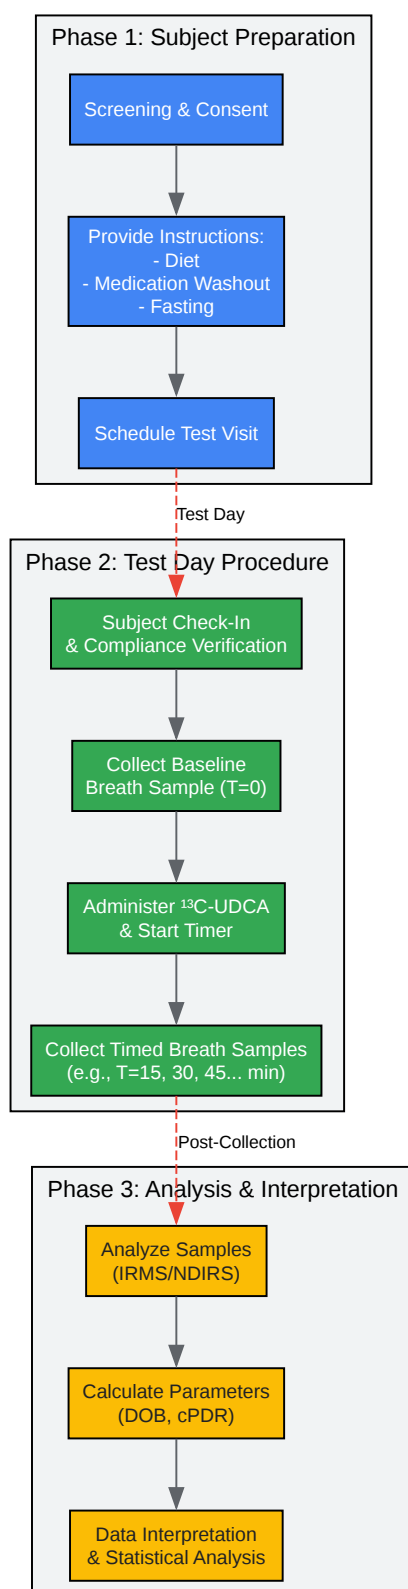 Phase 1: Subject Preparation
Screening & Consent
Provide Instructions:
- Diet
- Medication Washout
- Fasting
Schedule Test Visit
Test Day
Phase 2: Test Day Procedure
Subject Check-In
& Compliance Verification
Collect Baseline
Breath Sample (T=0)
Administer ¹³C-UDCA
& Start Timer
Collect Timed Breath Samples
(e.g., T=15, 30, 45... min)
Post-Collection
Phase 3: Analysis & Interpretation
Analyze Samples
(IRMS/NDIRS)
Calculate Parameters
(DOB, cPDR)
Data Interpretation
& Statistical Analysis